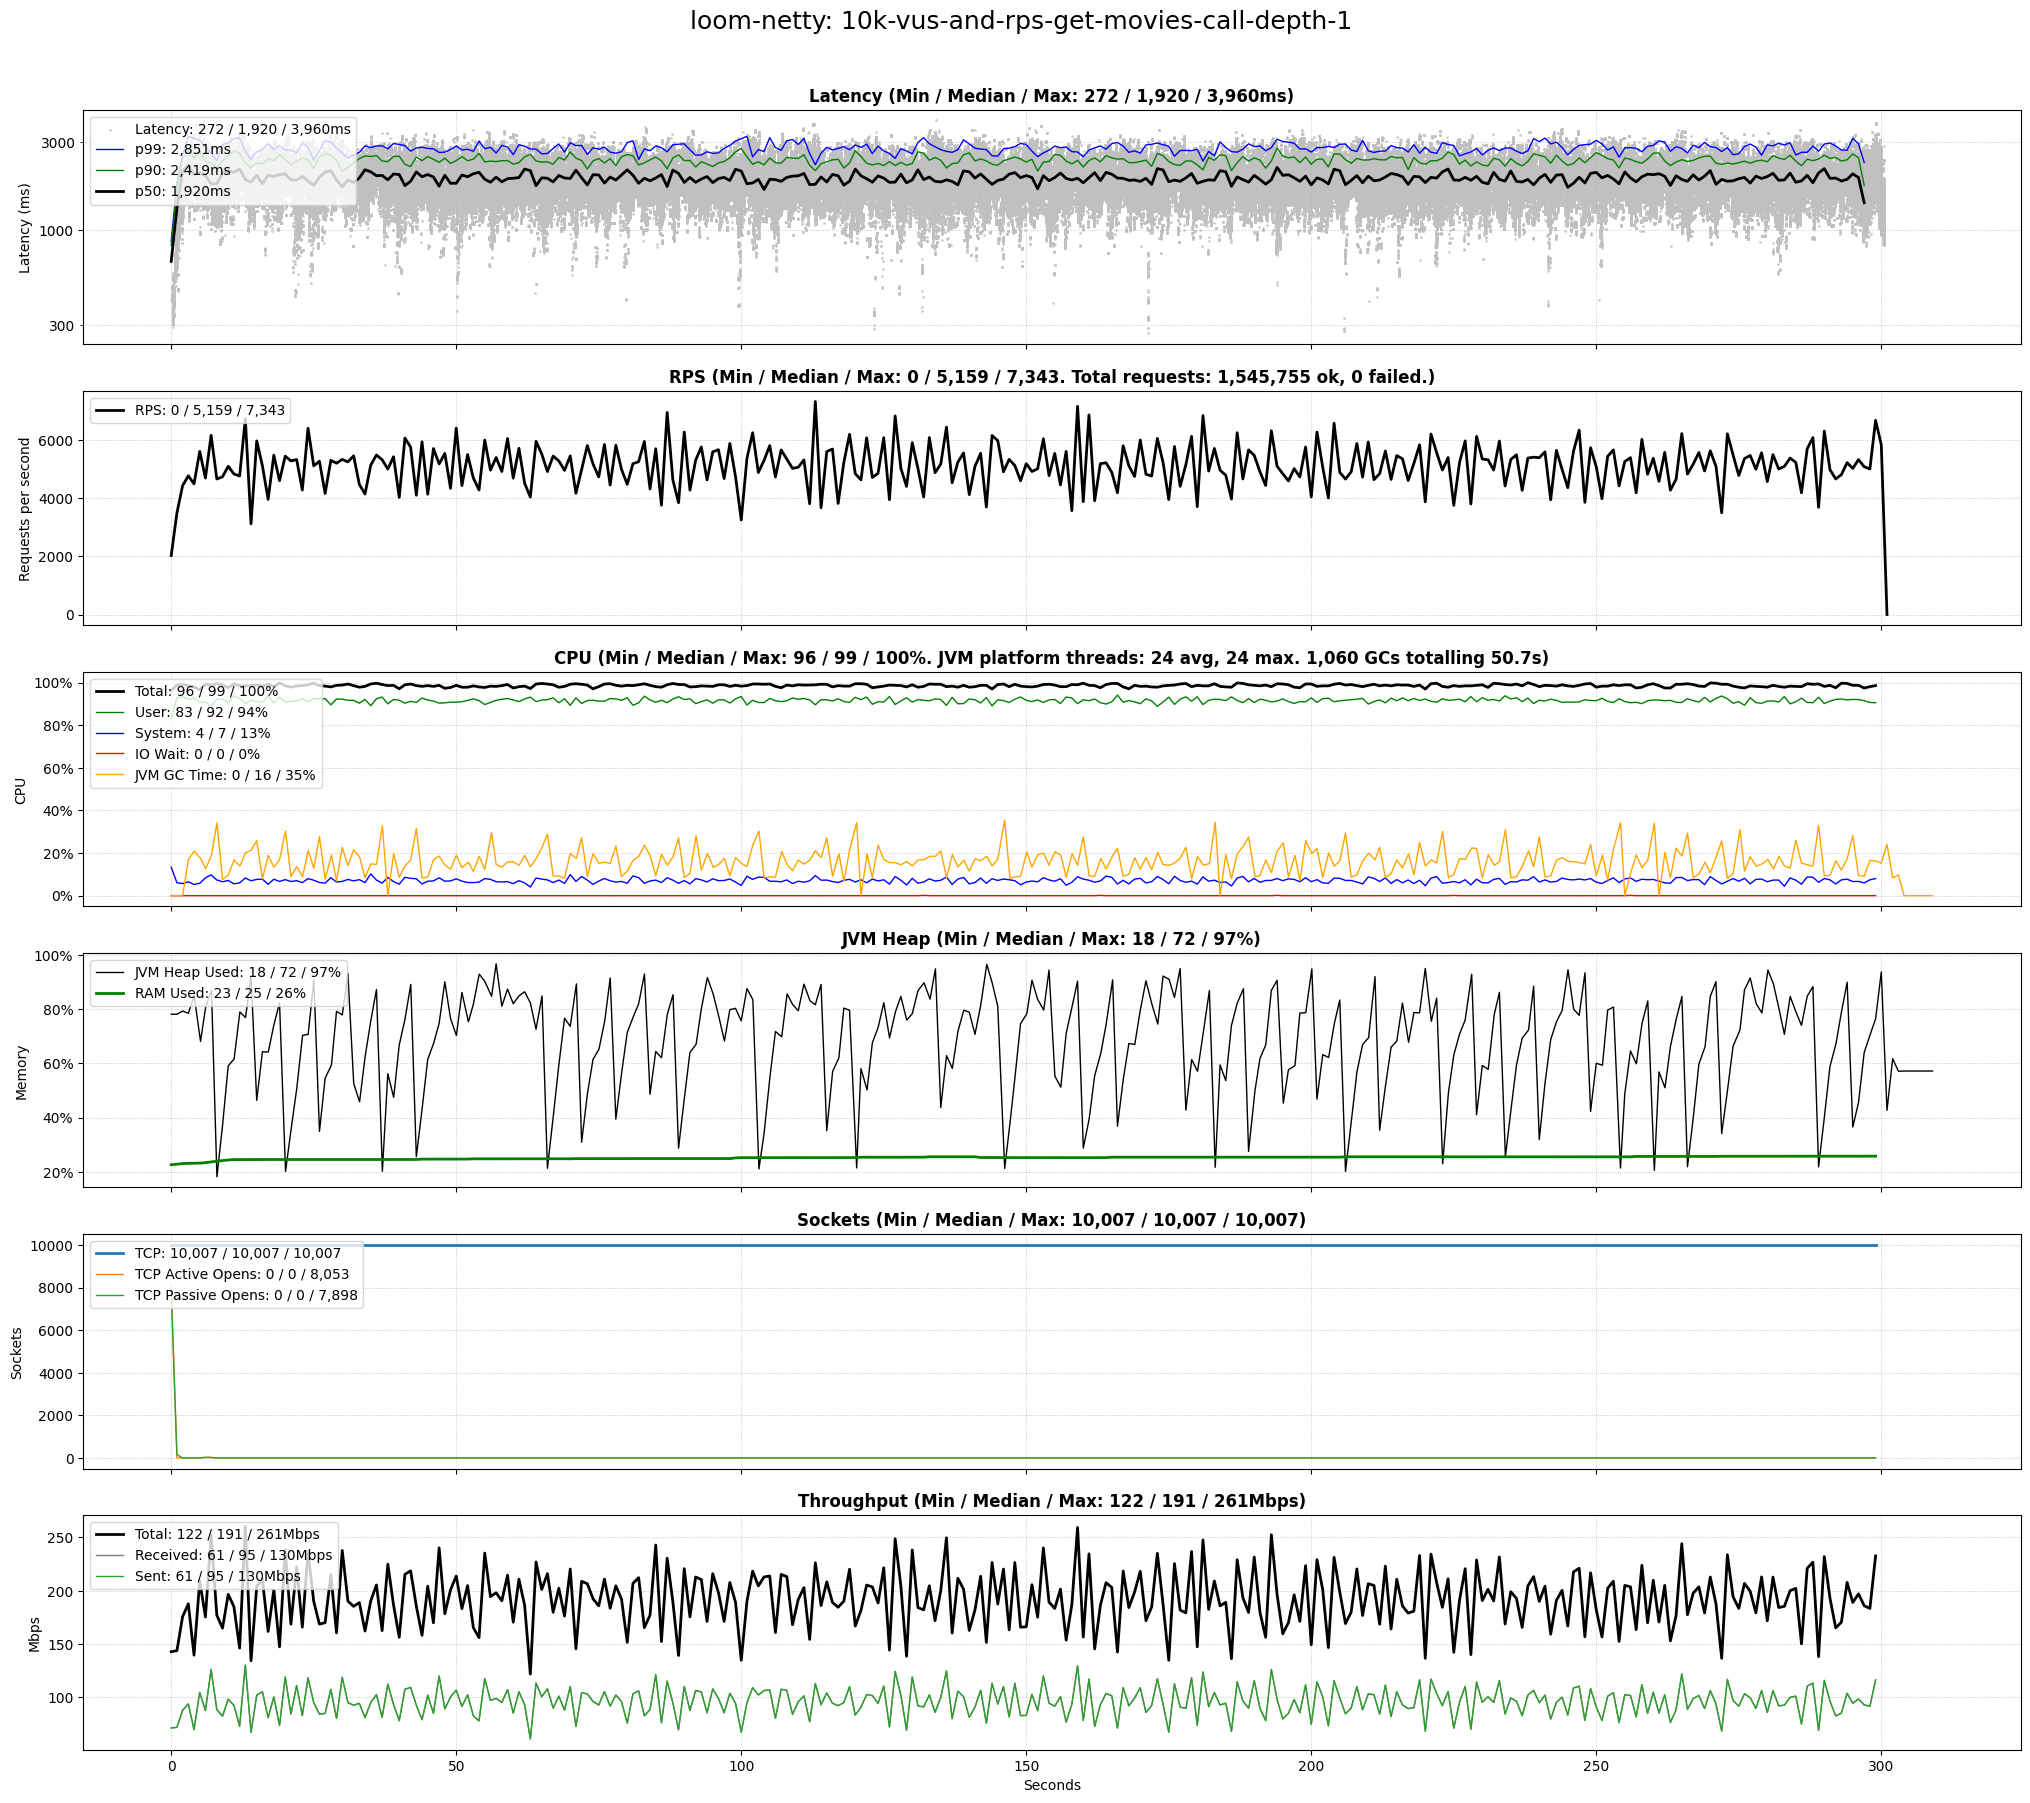 loom-netty: 10k-vus-and-rps-get-movies-call-depth-1
Latency (Min / Median / Max: 272 / 1,920 / 3,960ms)
Latency: 272 / 1,920 / 3,960ms
p99: 2,851ms
p90: 2,419ms
p50: 1,920ms
3000
1000
300
Latency (ms)
RPS (Min / Median / Max: 0 / 5,159 / 7,343. Total requests: 1,545,755 ok, 0 failed.)
RPS: 0 / 5,159 / 7,343
6000
4000
2000
0
Requests per second
CPU (Min / Median / Max: 96 / 99 / 100%. JVM platform threads: 24 avg, 24 max. 1,060 GCs totalling 50.7s)
Total: 96 / 99 / 100%
User: 83 / 92 / 94%
System: 4 / 7 / 13%
IO Wait: 0 / 0 / 0%
JVM GC Time: 0 / 16 / 35%
100%
80%
60%
40%
20%
0%
CPU
JVM Heap (Min / Median / Max: 18 / 72 / 97%)
JVM Heap Used: 18 / 72 / 97%
RAM Used: 23 / 25 / 26%
100%
80%
60%
40%
20%
Memory
Sockets (Min / Median / Max: 10,007 / 10,007 / 10,007)
TCP: 10,007 / 10,007 / 10,007
TCP Active Opens: 0 / 0 / 8,053
TCP Passive Opens: 0 / 0 / 7,898
10000
8000
6000
4000
2000
0
Sockets
Throughput (Min / Median / Max: 122 / 191 / 261Mbps)
Total: 122 / 191 / 261Mbps
Received: 61 / 95 / 130Mbps
Sent: 61 / 95 / 130Mbps
250
200
150
100
Mbps
0 50 100 150 200 250 300
Seconds